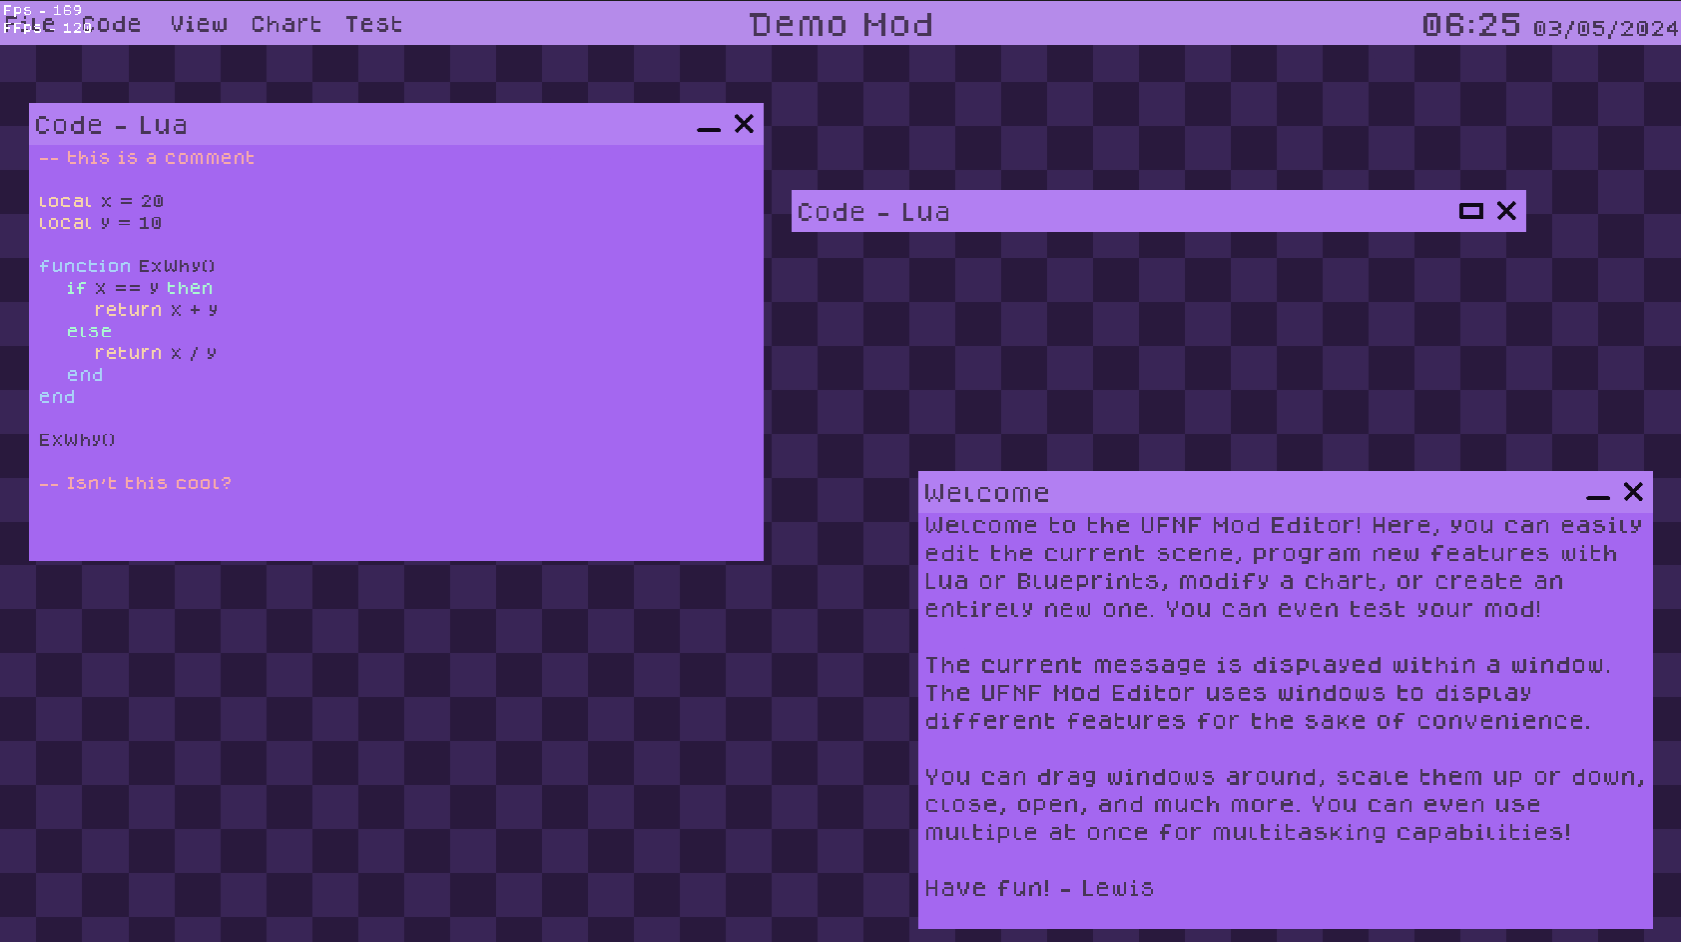 Fps - 169
FFps - 120
File Code View Chart Test
Demo Mod
06:25 03/05/2024
Code - Lua
-- this is a comment
local x = 20
local y = 10
function ExWhy()
if x == y then
return x + y
else
return x / y
end
end
ExWhy()
-- Isn't this cool?
Code - Lua
Welcome
Welcome to the UFNF Mod Editor! Here, you can easily
edit the current scene, program new features with
Lua or Blueprints, modify a chart, or create an
entirely new one. You can even test your mod!
The current message is displayed within a window.
The UFNF Mod Editor uses windows to display
different features for the sake of convenience.
You can drag windows around, scale them up or down,
close, open, and much more. You can even use
multiple at once for multitasking capabilities!
Have fun! - Lewis